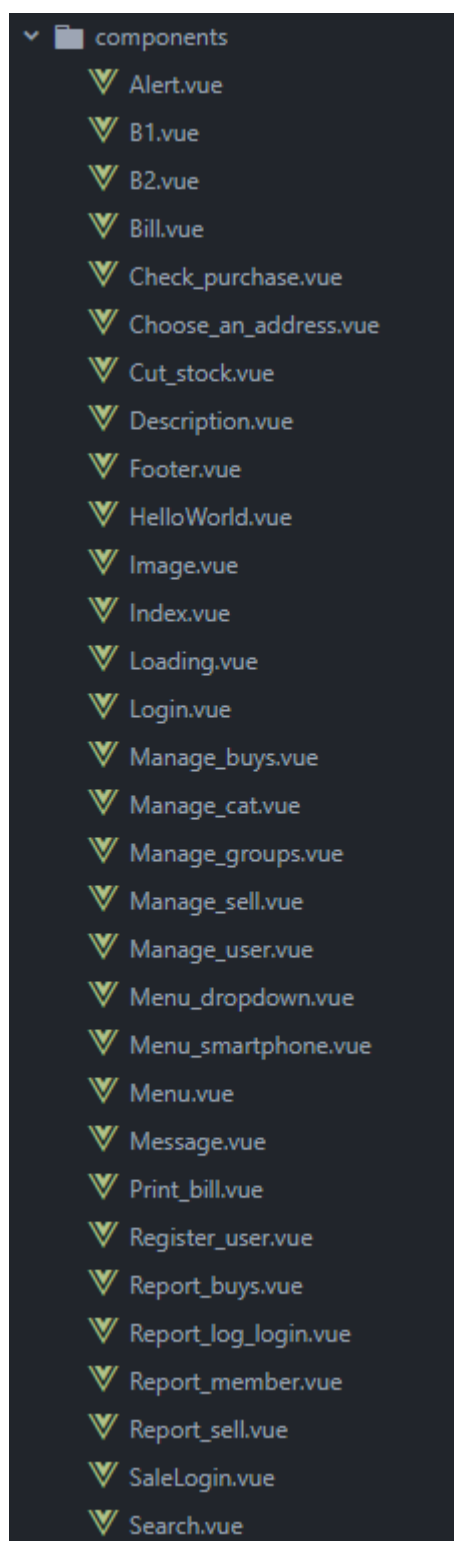 components
Alert.vue
B1.vue
B2.vue
Bill.vue
Check_purchase.vue
Choose_an_address.vue
Cut_stock.vue
Description.vue
Footer.vue
HelloWorld.vue
Image.vue
Index.vue
Loading.vue
Login.vue
Manage_buys.vue
Manage_cat.vue
Manage_groups.vue
Manage_sell.vue
Manage_user.vue
Menu_dropdown.vue
Menu_smartphone.vue
Menu.vue
Message.vue
Print_bill.vue
Register_user.vue
Report_buys.vue
Report_log_login.vue
Report_member.vue
Report_sell.vue
SaleLogin.vue
Search.vue